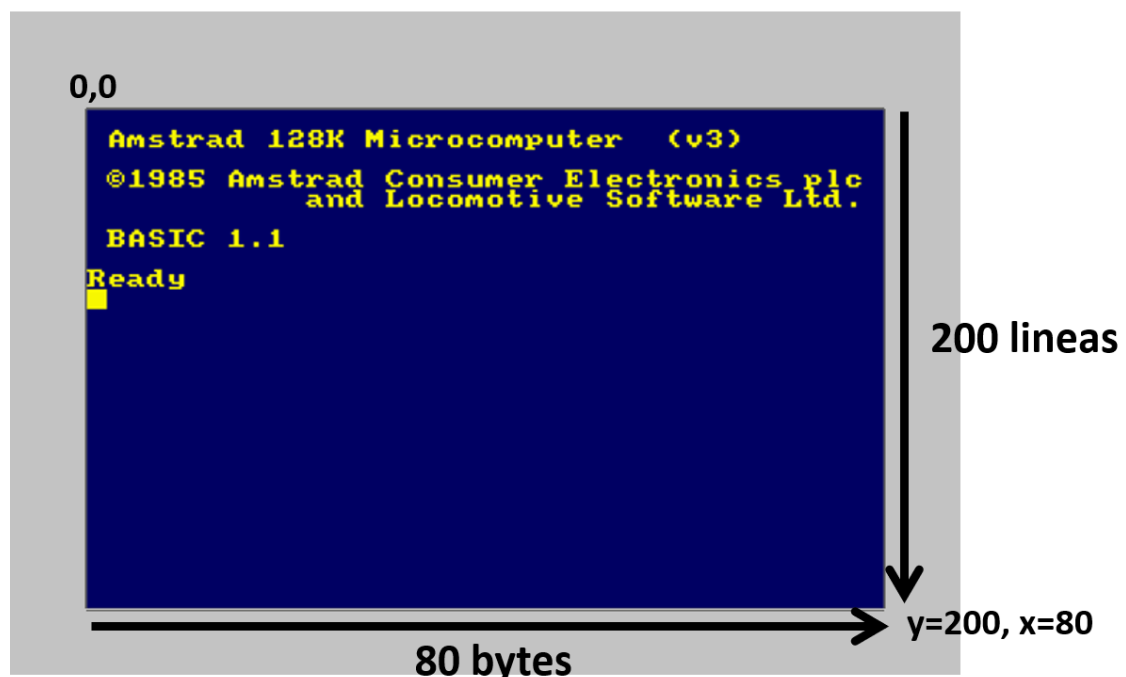 0,0
Amstrad 128K Microcomputer (v3)
©1985 Amstrad Consumer Electronics plc
and Locomotive Software Ltd.
BASIC 1.1
Ready
200 lineas
y=200, x=80
80 bytes